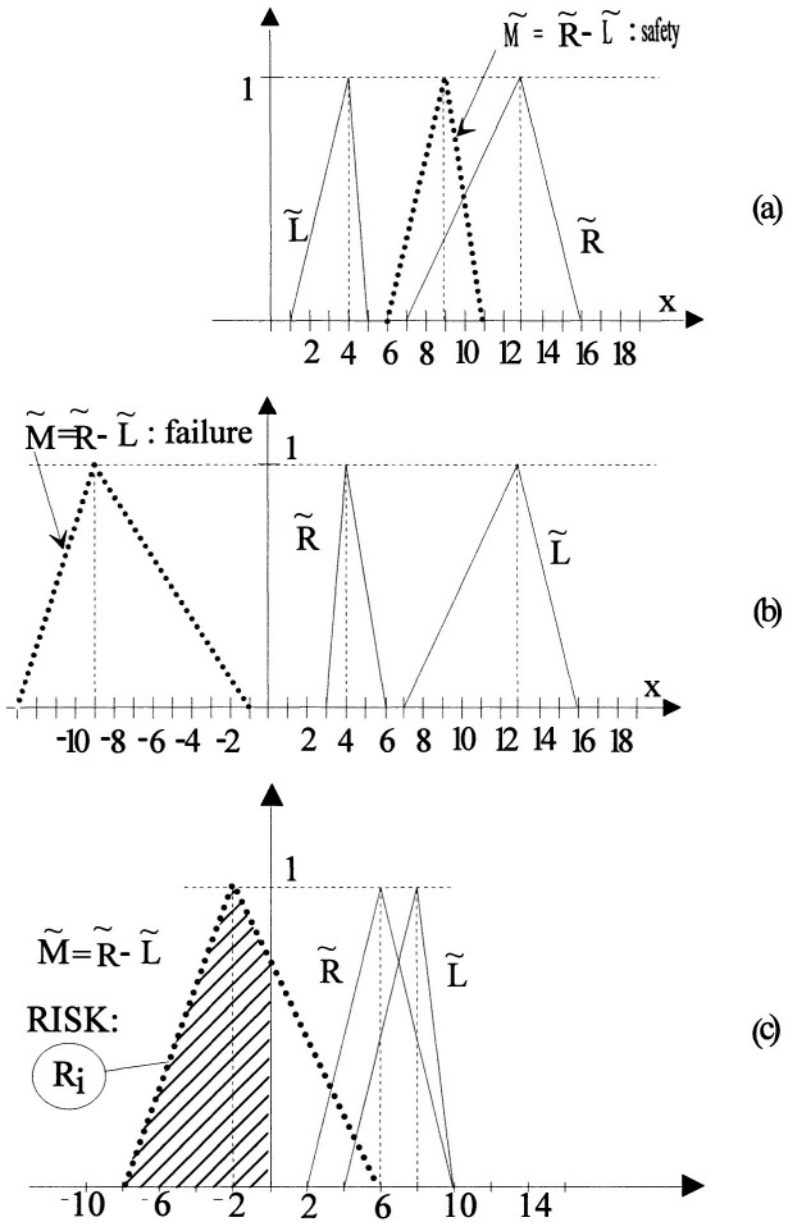 M̃ = R̃- L̃ : safety
1
L̃
R̃
(a)
x
2 4 6 8 10 12 14 16 18
M̃=R̃- L̃ : failure
1
R̃
L̃
(b)
x
-10 -8 -6 -4 -2 2 4 6 8 10 12 14 16 18
1
M̃=R̃- L̃
R̃
L̃
RISK:
(c)
Ri
-10 -6 -2 2 6 10 14